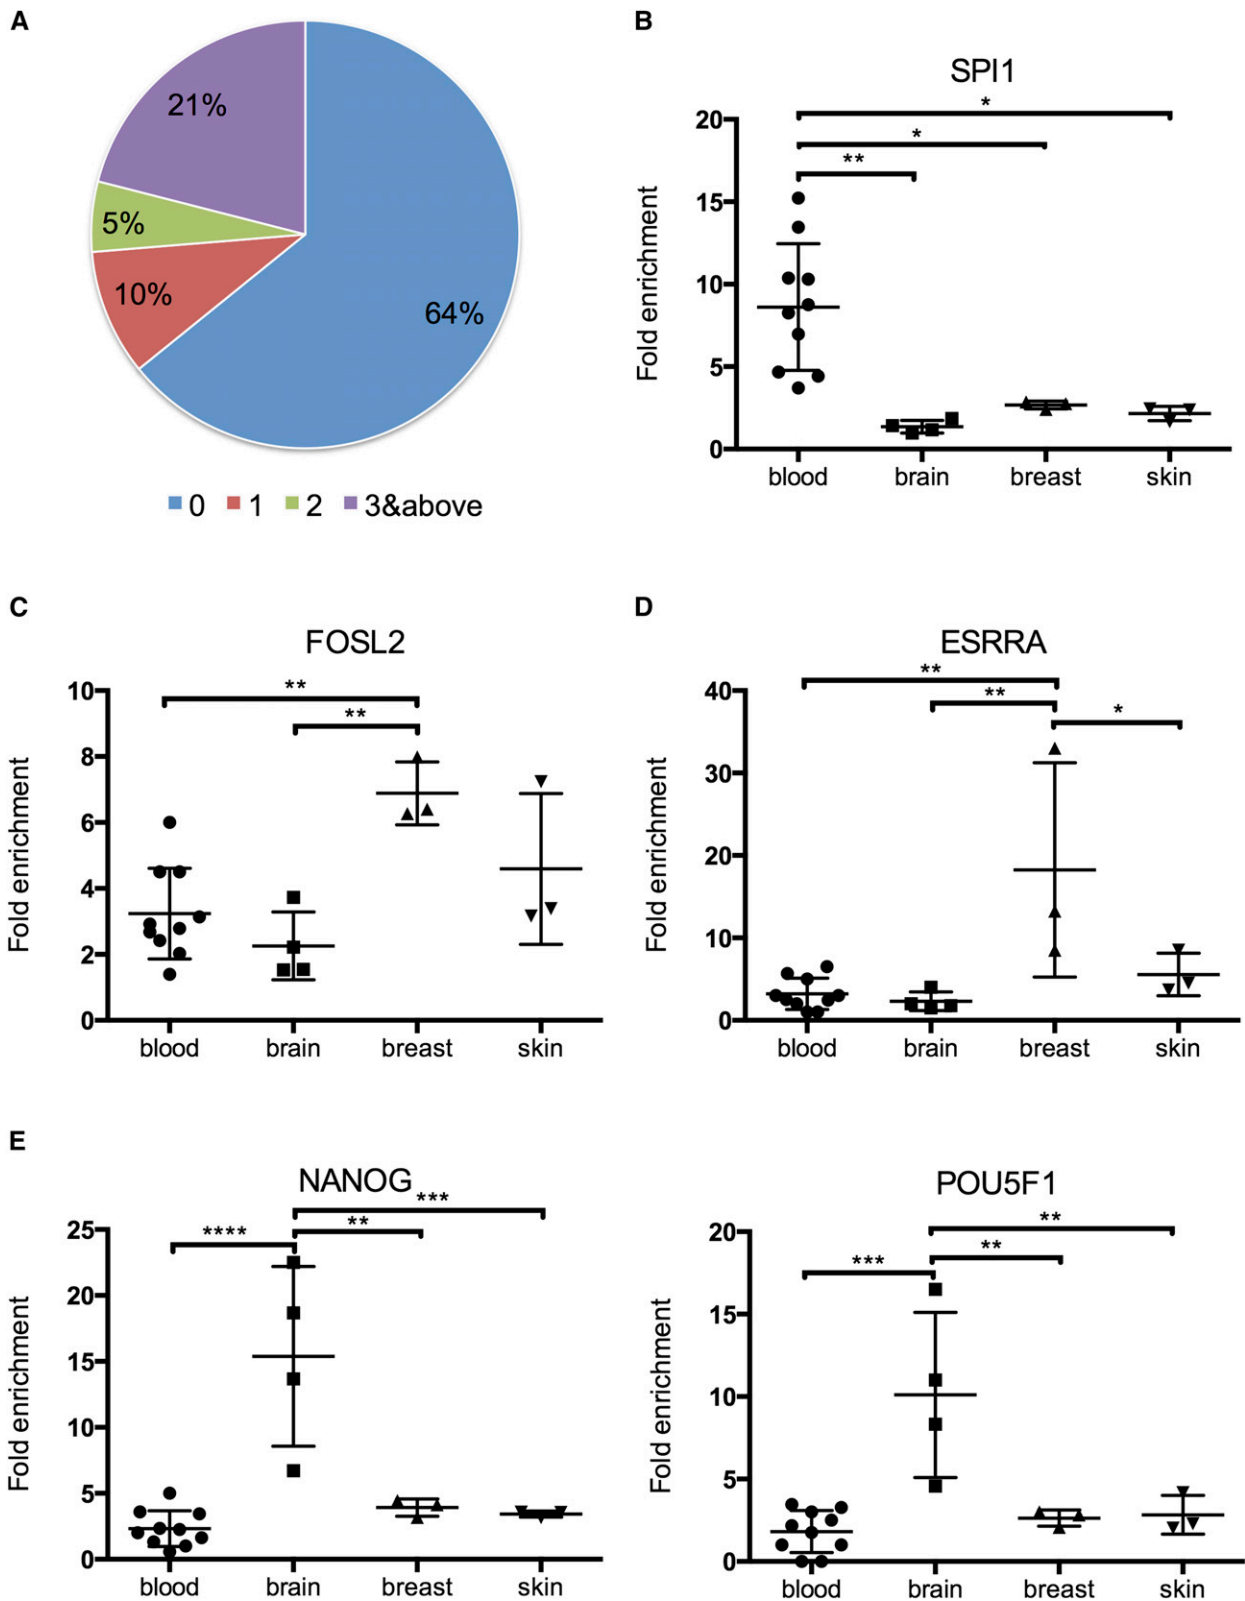 A
21%
5%
10%
64%
0 1 2 3&above
B
SPI1
*
*
**
Fold enrichment
20
15
10
5
0
blood brain breast skin
C
FOSL2
**
**
Fold enrichment
10
8
6
4
2
0
blood brain breast skin
D
ESRRA
**
**
*
Fold enrichment
40
30
20
10
0
blood brain breast skin
E
NANOG
***
**
****
Fold enrichment
25
20
15
10
5
0
blood brain breast skin
POU5F1
**
**
***
Fold enrichment
20
15
10
5
0
blood brain breast skin